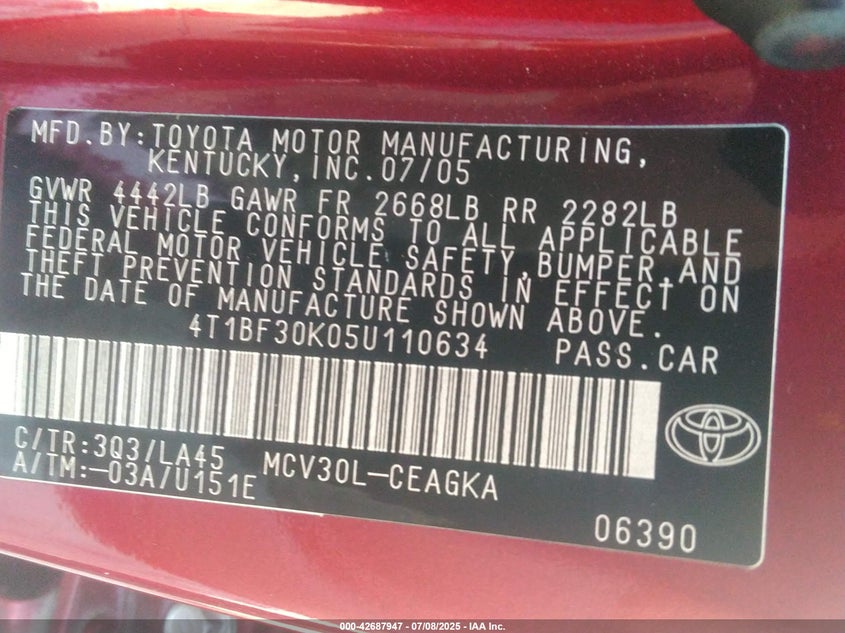 MFD.BY:TOYOTA MOTOR MANUFACTURING,
KENTUCKY,INC.07/05
GVWR 4442LB GAWR FR 2668LB RR 2282LB
THIS VEHICLE CONFORMS TO ALL APPLICABLE
FEDERAL MOTOR VEHICLE SAFETY,BUMPER,AND
THEFT PREVENTION STANDARDS IN EFFECT ON
THE DATE OF MANUFACTURE SHOWN ABOVE.
4T1BF30K05U110634 PASS.CAR
C/TR:3Q3/LA45 MCV30L-CEAGKA
A/TM:-03A/U151E
06390
000-42687947 - 07/08/2025 - IAA Inc.